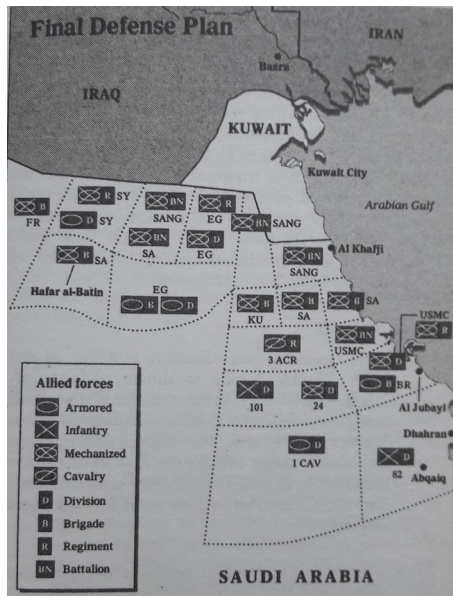 Final Defense Plan
IRAN
Basra
IRAQ
KUWAIT
Kuwait City
Arabian Gulf
B
FR
R SY
D SY
BN
SANG
R
EG
BN SANG
BN
SA
D
EG
B SA
Hafar al-Batin
Al Khafji
BN
SANG
EG
B D
B
KU
B
SA
B SA
USMC
R
BN
USMC
R
3 ACR
D
B BR
D
101
D
24
Al Jubayl
Dhahran
D
1 CAV
D
82
Abqaiq
Allied forces
Armored
Infantry
Mechanized
Cavalry
D Division
B Brigade
R Regiment
BN Battalion
SAUDI ARABIA